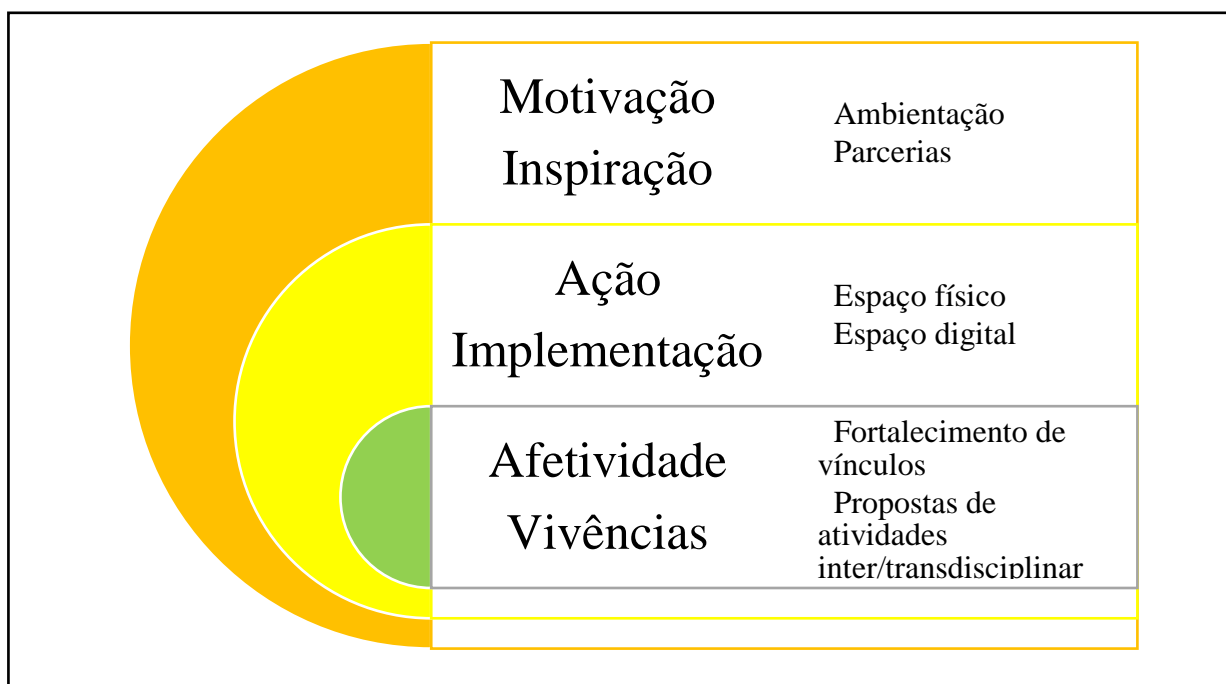 Motivação
Inspiração
Ambientação
Parcerias
Ação
Implementação
Espaço físico
Espaço digital
Afetividade
Vivências
Fortalecimento de
vínculos
Propostas de
atividades
inter/transdisciplinar